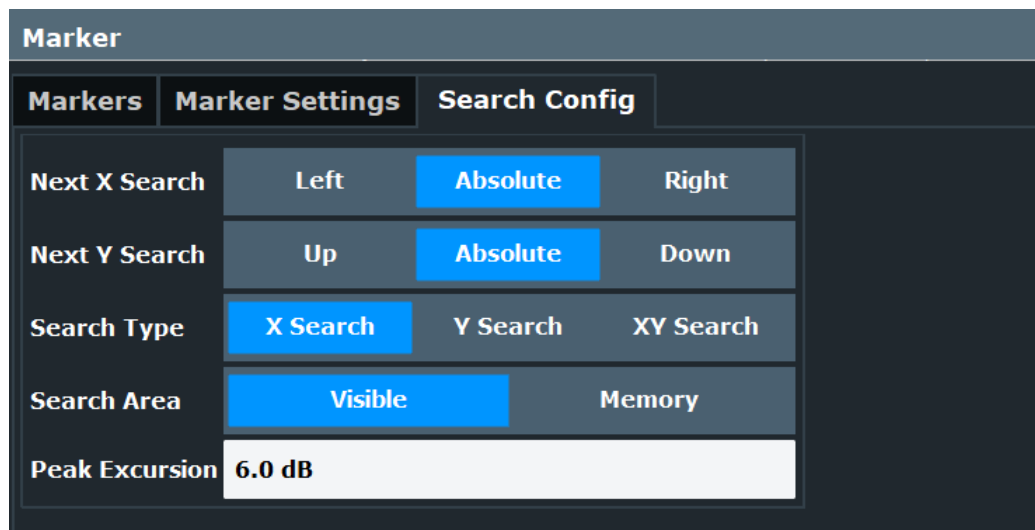 Marker
Markers Marker Settings Search Config
Next X Search Left Absolute Right
Next Y Search Up Absolute Down
Search Type X Search Y Search XY Search
Search Area Visible Memory
Peak Excursion 6.0 dB